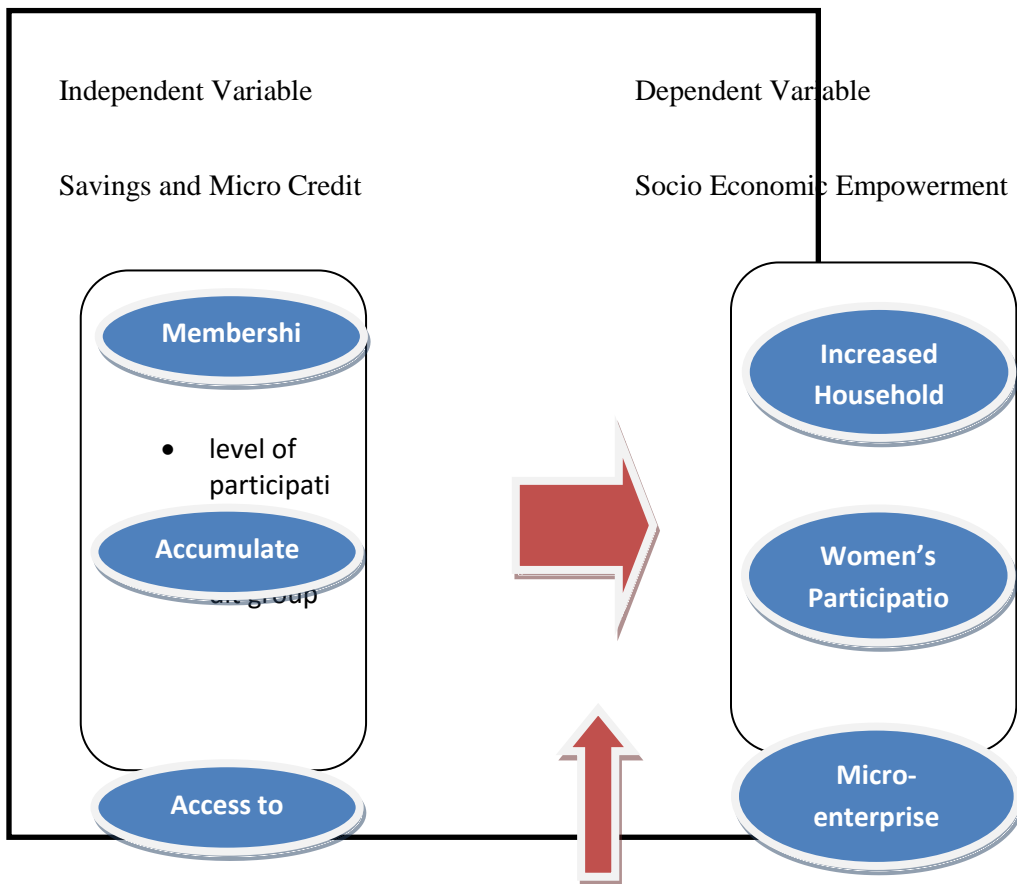 Independent Variable
Dependent Variable
Savings and Micro Credit
Socio Economic Empowerment
Membershi
• level of
participati
Accumulate
group
Access to
Increased
Household
Women's
Participatio
Micro-
enterprise